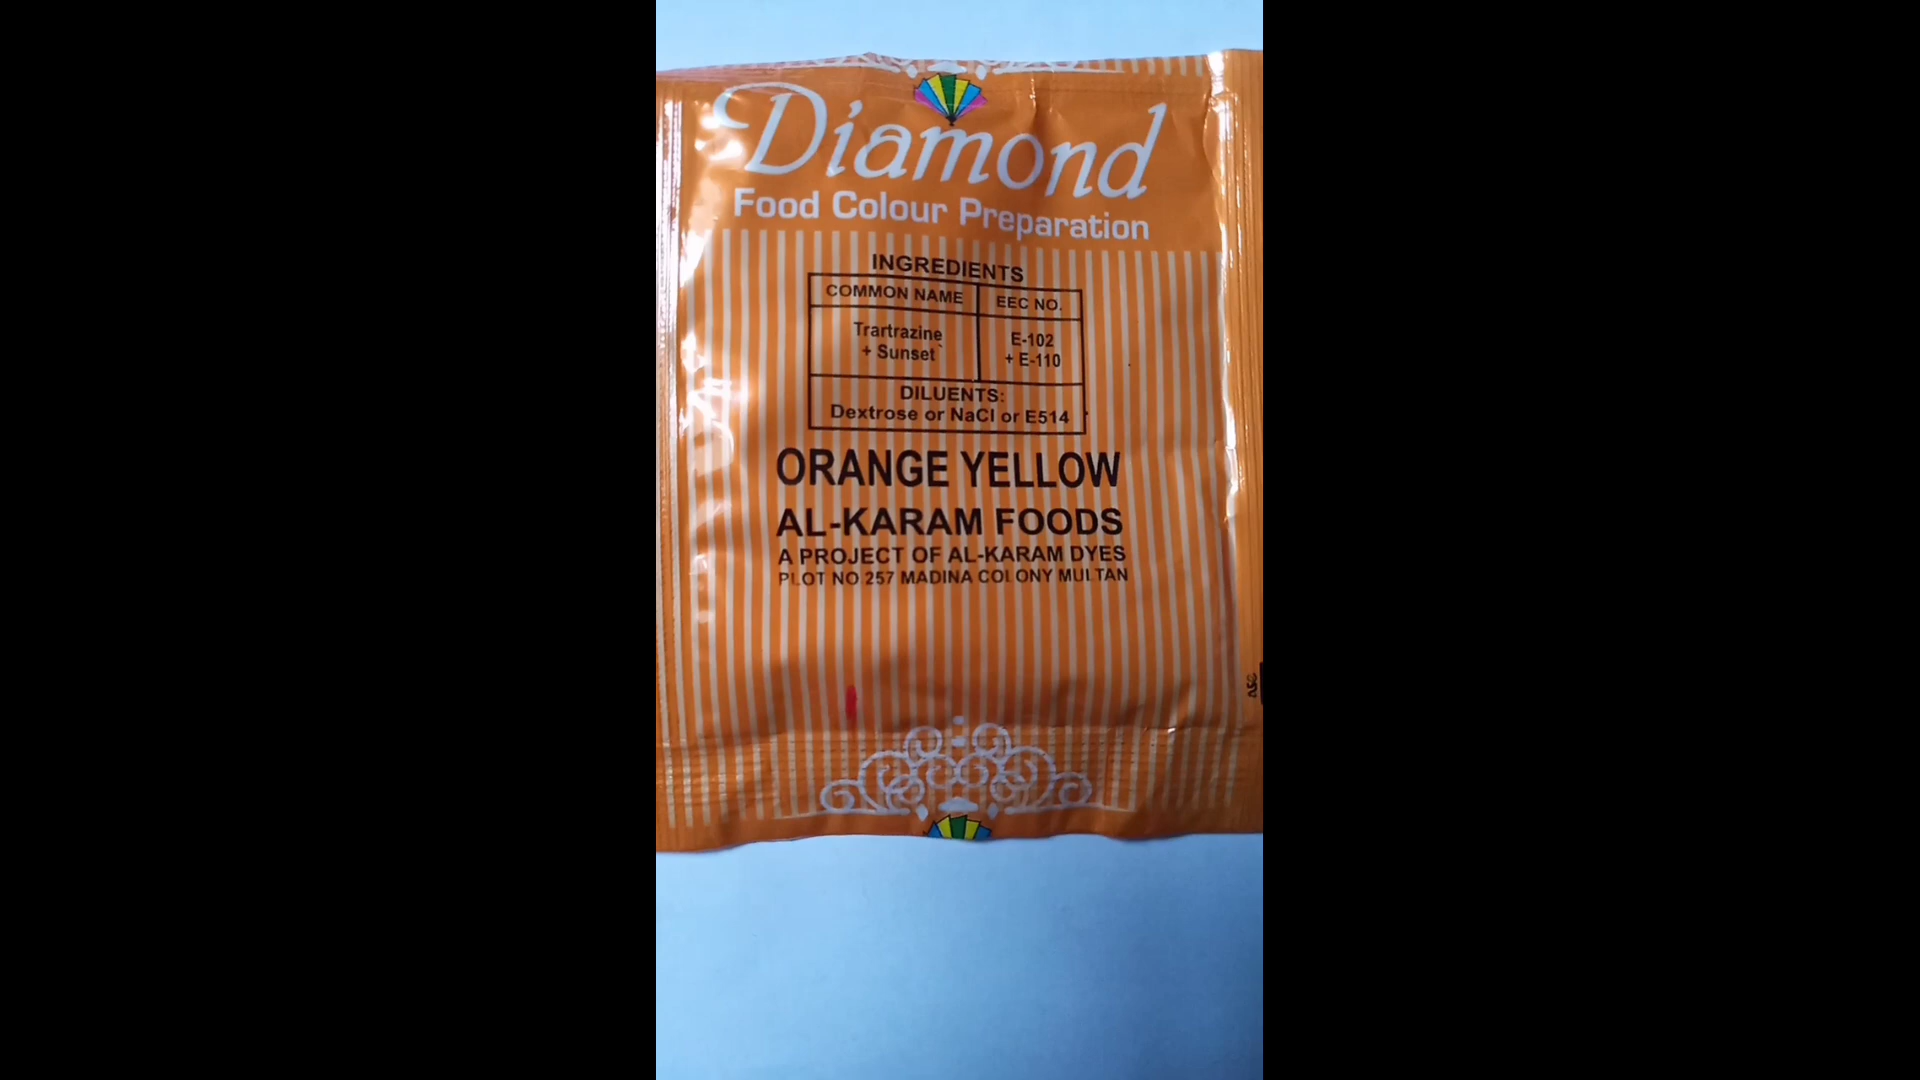 Diamond
Food Colour Preparation
INGREDIENTS
COMMON NAME
EEC NO.
Trartrazine
+ Sunset
E-102
+ E-110
DILUENTS:
Dextrose or NaCl or E514
ORANGE YELLOW
AL-KARAM FOODS
A PROJECT OF AL-KARAM DYES
PLOT NO 257 MADINA COLONY MULTAN